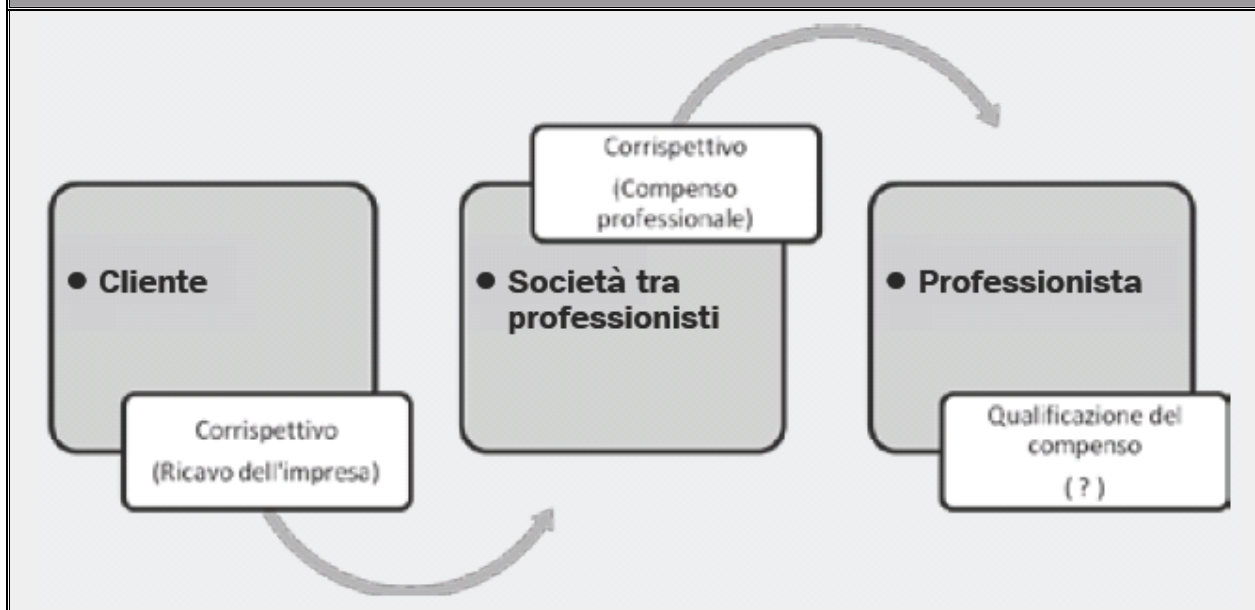 • Cliente
Corrispettivo
(Ricavo dell'impresa)
• Società tra
professionisti
Corrispettivo
(Compenso
professionale)
• Professionista
Qualificazione del
compenso
( ? )